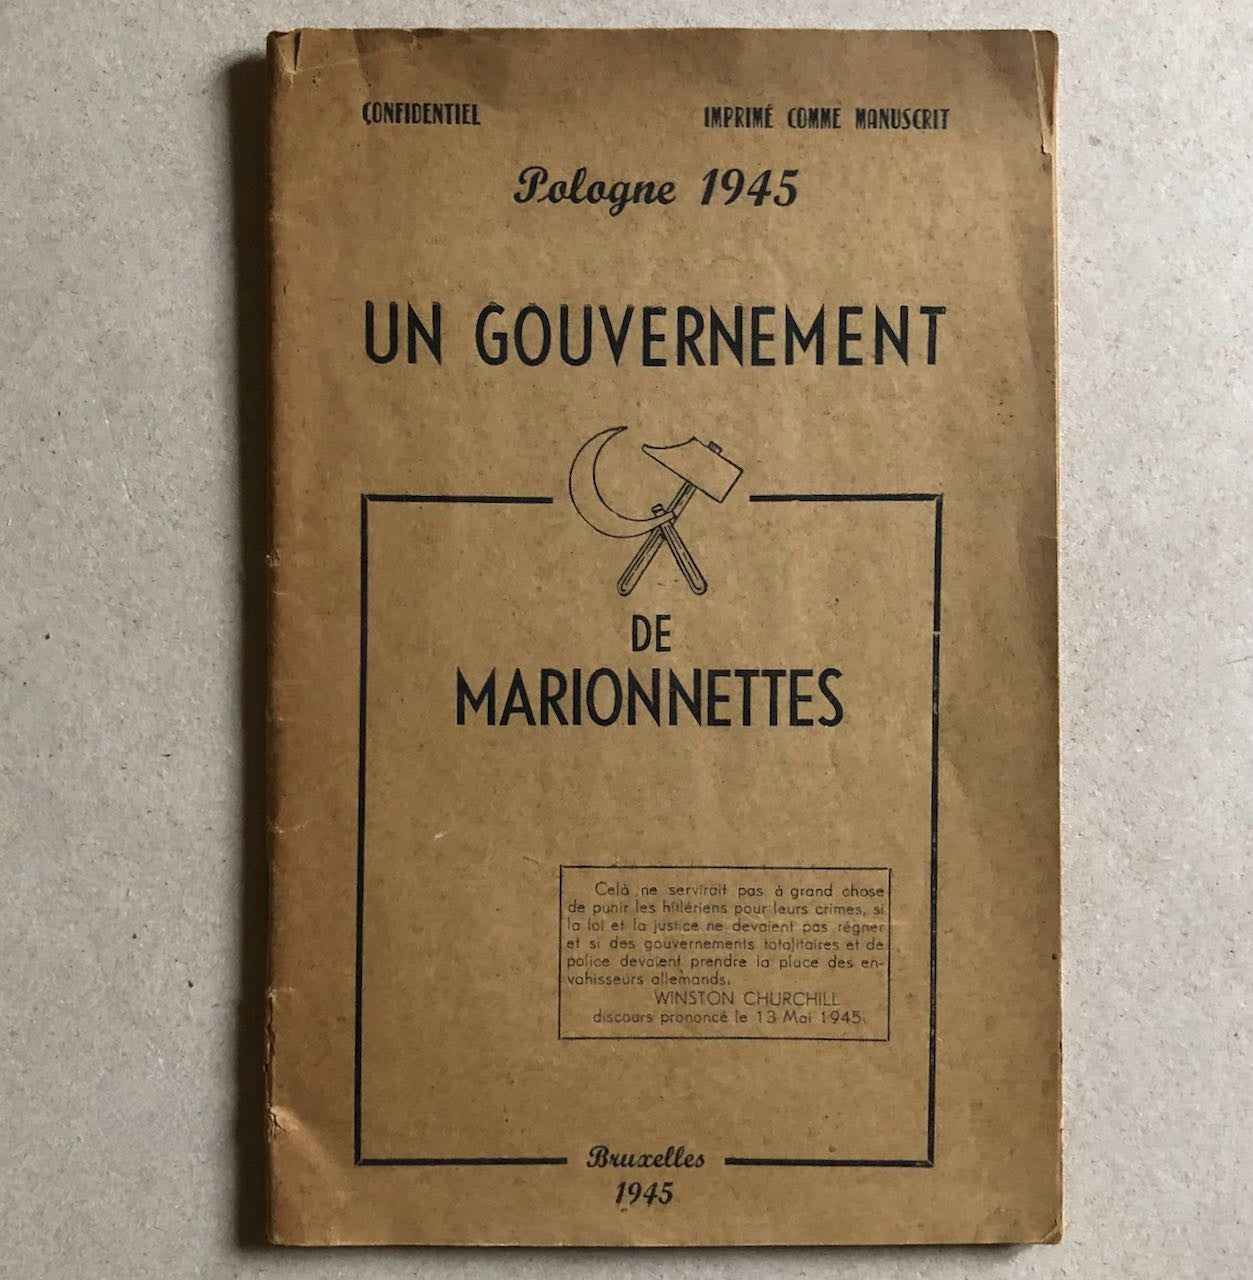 CONFIDENTIEL IMPRIMÉ COMME MANUSCRIT
Pologne 1945
UN GOUVERNEMENT
DE
MARIONNETTES
Celà ne servirait pas à grand chose
de punir les hitlériens pour leurs crimes, si
la loi et la justice ne devaient pas régner
et si des gouvernements totalitaires et de
police devaient prendre la place des en-
vahisseurs allemands.
WINSTON CHURCHILL
discours prononcé le 13 Mai 1945.
Bruxelles
1945